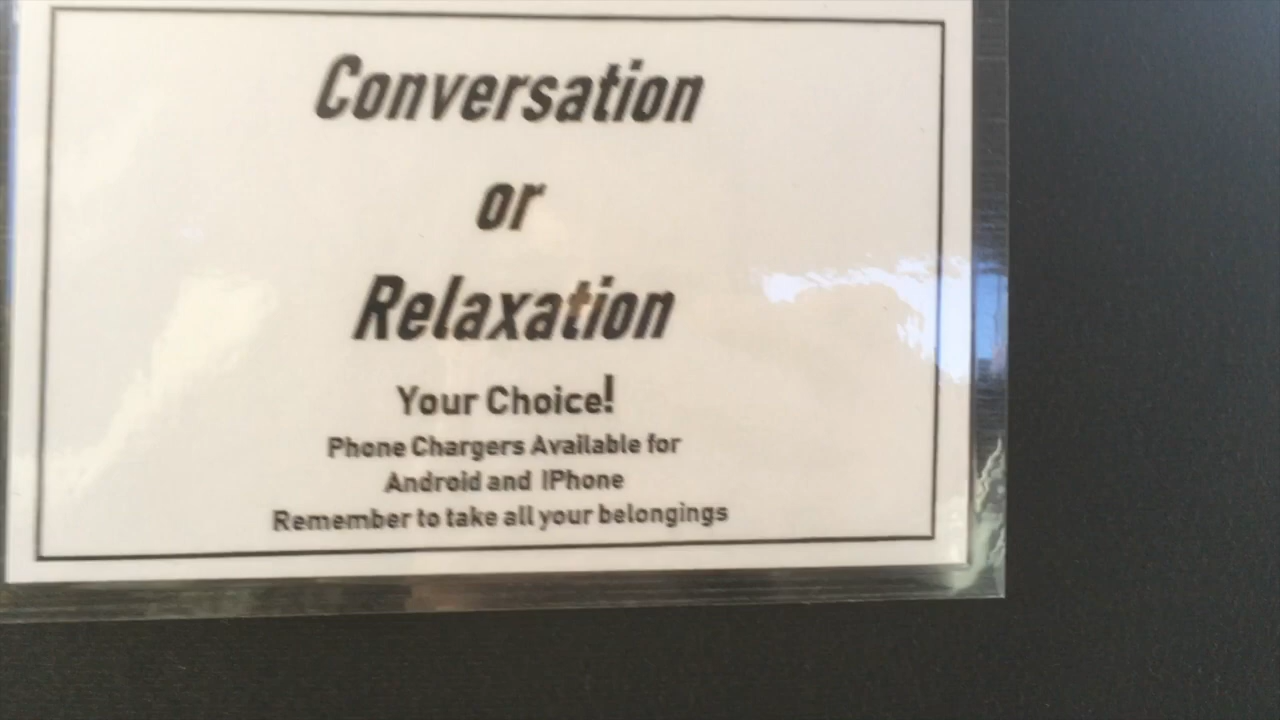 Conversation
or
Relaxation
Your Choice!
Phone Chargers Available for
Android and IPhone
Remember to take all your belongings